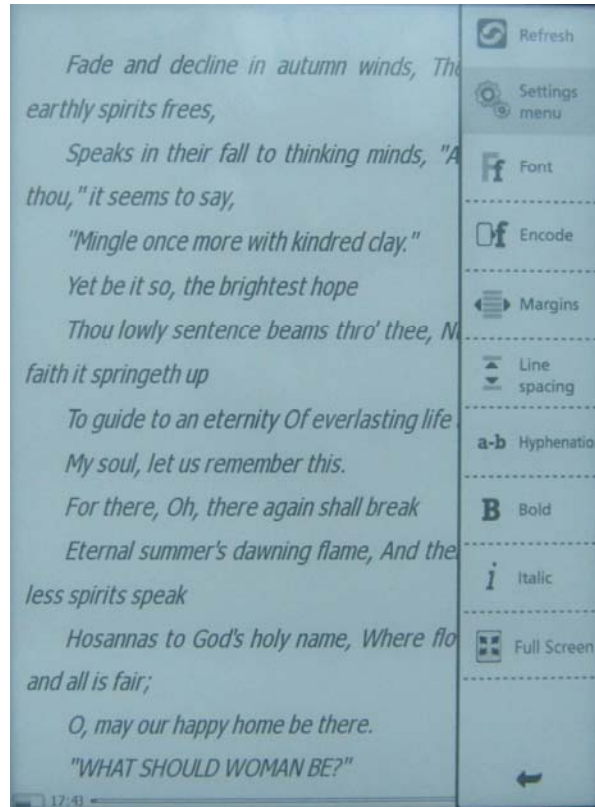 Fade and decline in autumn winds, Th
earthly spirits frees,
Speaks in their fall to thinking minds, "A
thou," it seems to say,
"Mingle once more with kindred clay."
Yet be it so, the brightest hope
Thou lowly sentence beams thro' thee, N
faith it springeth up
To guide to an eternity Of everlasting life
My soul, let us remember this.
For there, Oh, there again shall break
Eternal summer's dawning flame, And the
less spirits speak
Hosannas to God's holy name, Where flo
and all is fair;
O, may our happy home be there.
"WHAT SHOULD WOMAN BE?"
17:43
Refresh
Settings
menu
Font
Encode
Margins
Line
spacing
a-b Hyphenatio
B Bold
i Italic
Full Screen